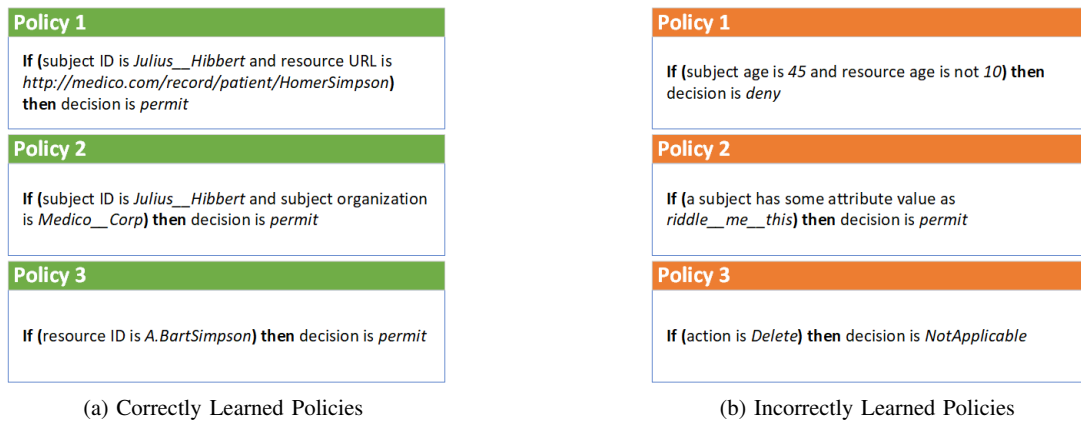 Policy 1
If (subject ID is Julius__Hibbert and resource URL is
http://medico.com/record/patient/HomerSimpson)
then decision is permit
Policy 2
If (subject ID is Julius__Hibbert and subject organization
is Medico__Corp) then decision is permit
Policy 3
If (resource ID is A.BartSimpson) then decision is permit
(a) Correctly Learned Policies
Policy 1
If (subject age is 45 and resource age is not 10) then
decision is deny
Policy 2
If (a subject has some attribute value as
riddle__me__this) then decision is permit
Policy 3
If (action is Delete) then decision is NotApplicable
(b) Incorrectly Learned Policies